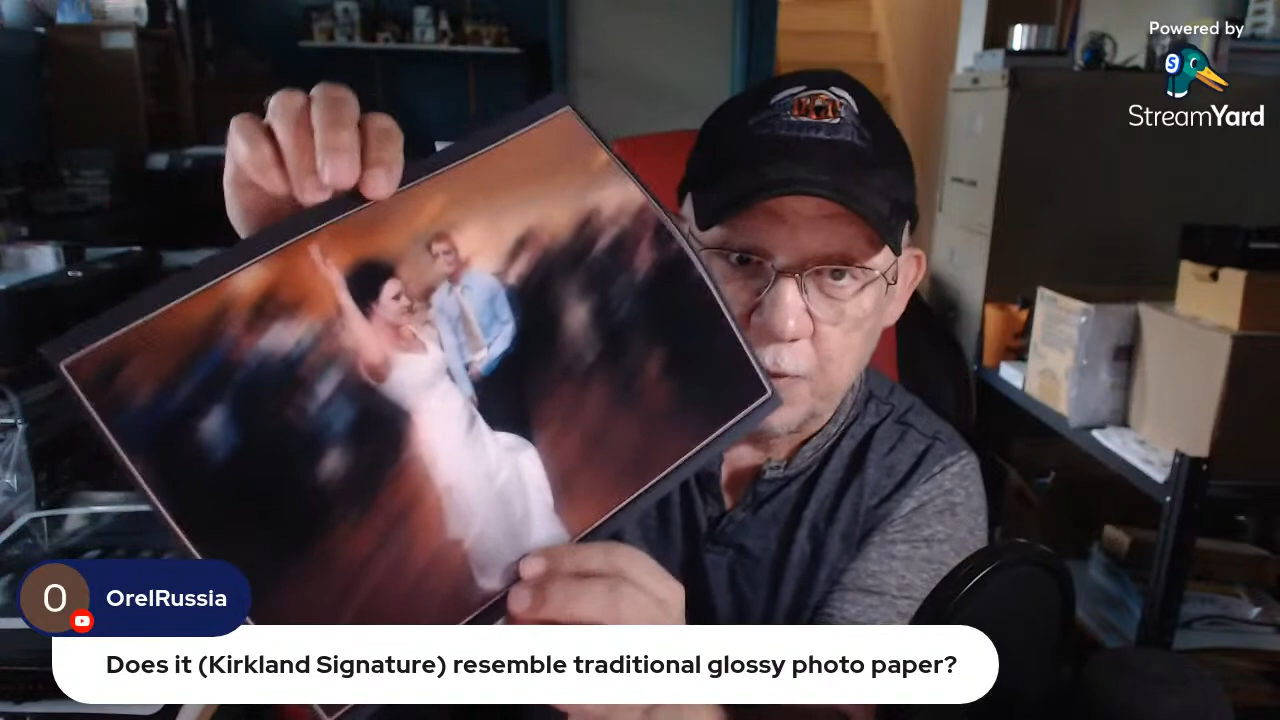 Powered by
S
StreamYard
O
OrelRussia
Does it (Kirkland Signature) resemble traditional glossy photo paper?